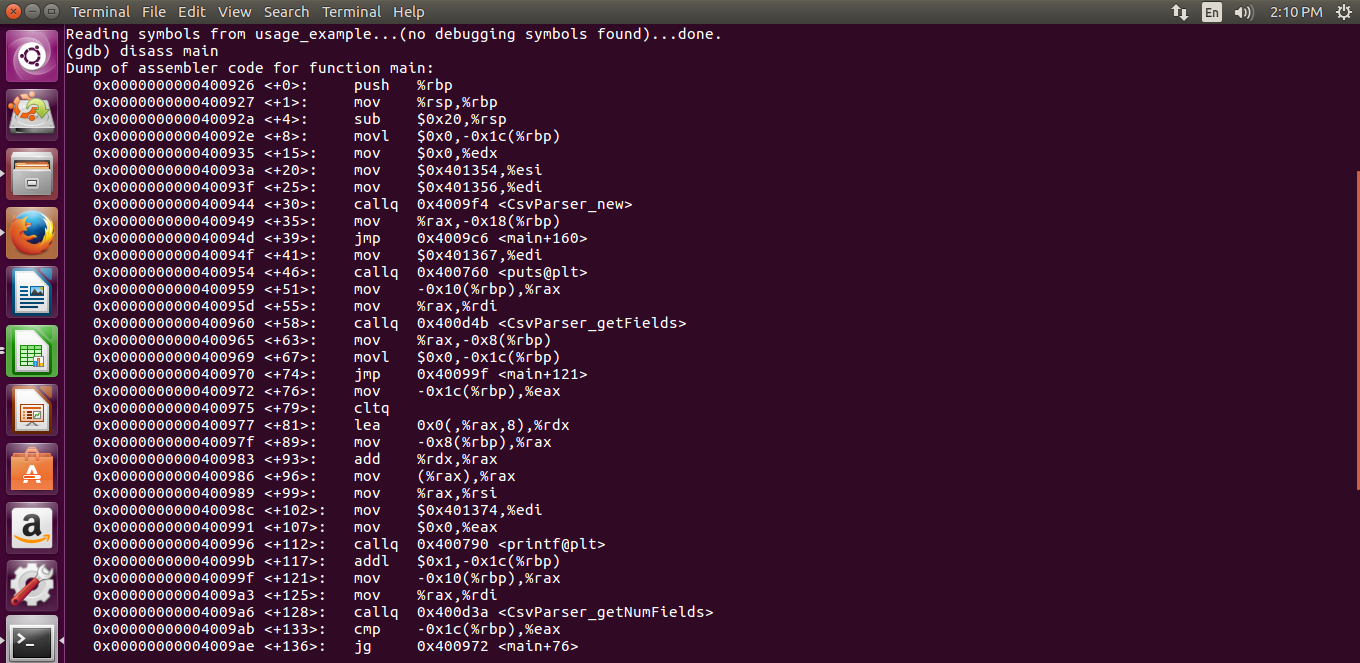 Terminal File Edit View Search Terminal Help En 2:10 PM
Reading symbols from usage_example...(no debugging symbols found)...done.
(gdb) disass main
Dump of assembler code for function main:
0x0000000000400926 <+0>: push %rbp
0x0000000000400927 <+1>: mov %rsp,%rbp
0x000000000040092a <+4>: sub $0x20,%rsp
0x000000000040092e <+8>: movl $0x0,-0x1c(%rbp)
0x0000000000400935 <+15>: mov $0x0,%edx
0x000000000040093a <+20>: mov $0x401354,%esi
0x000000000040093f <+25>: mov $0x401356,%edi
0x0000000000400944 <+30>: callq 0x4009f4 <CsvParser_new>
0x0000000000400949 <+35>: mov %rax,-0x18(%rbp)
0x000000000040094d <+39>: jmp 0x4009c6 <main+160>
0x000000000040094f <+41>: mov $0x401367,%edi
0x0000000000400954 <+46>: callq 0x400760 <puts@plt>
0x0000000000400959 <+51>: mov -0x10(%rbp),%rax
0x000000000040095d <+55>: mov %rax,%rdi
0x0000000000400960 <+58>: callq 0x400d4b <CsvParser_getFields>
0x0000000000400965 <+63>: mov %rax,-0x8(%rbp)
0x0000000000400969 <+67>: movl $0x0,-0x1c(%rbp)
0x0000000000400970 <+74>: jmp 0x40099f <main+121>
0x0000000000400972 <+76>: mov -0x1c(%rbp),%eax
0x0000000000400975 <+79>: cltq
0x0000000000400977 <+81>: lea 0x0(,%rax,8),%rdx
0x000000000040097f <+89>: mov -0x8(%rbp),%rax
0x0000000000400983 <+93>: add %rdx,%rax
0x0000000000400986 <+96>: mov (%rax),%rax
0x0000000000400989 <+99>: mov %rax,%rsi
0x000000000040098c <+102>: mov $0x401374,%edi
0x0000000000400991 <+107>: mov $0x0,%eax
0x0000000000400996 <+112>: callq 0x400790 <printf@plt>
0x000000000040099b <+117>: addl $0x1,-0x1c(%rbp)
0x000000000040099f <+121>: mov -0x10(%rbp),%rax
0x00000000004009a3 <+125>: mov %rax,%rdi
0x00000000004009a6 <+128>: callq 0x400d3a <CsvParser_getNumFields>
0x00000000004009ab <+133>: cmp -0x1c(%rbp),%eax
0x00000000004009ae <+136>: jg 0x400972 <main+76>